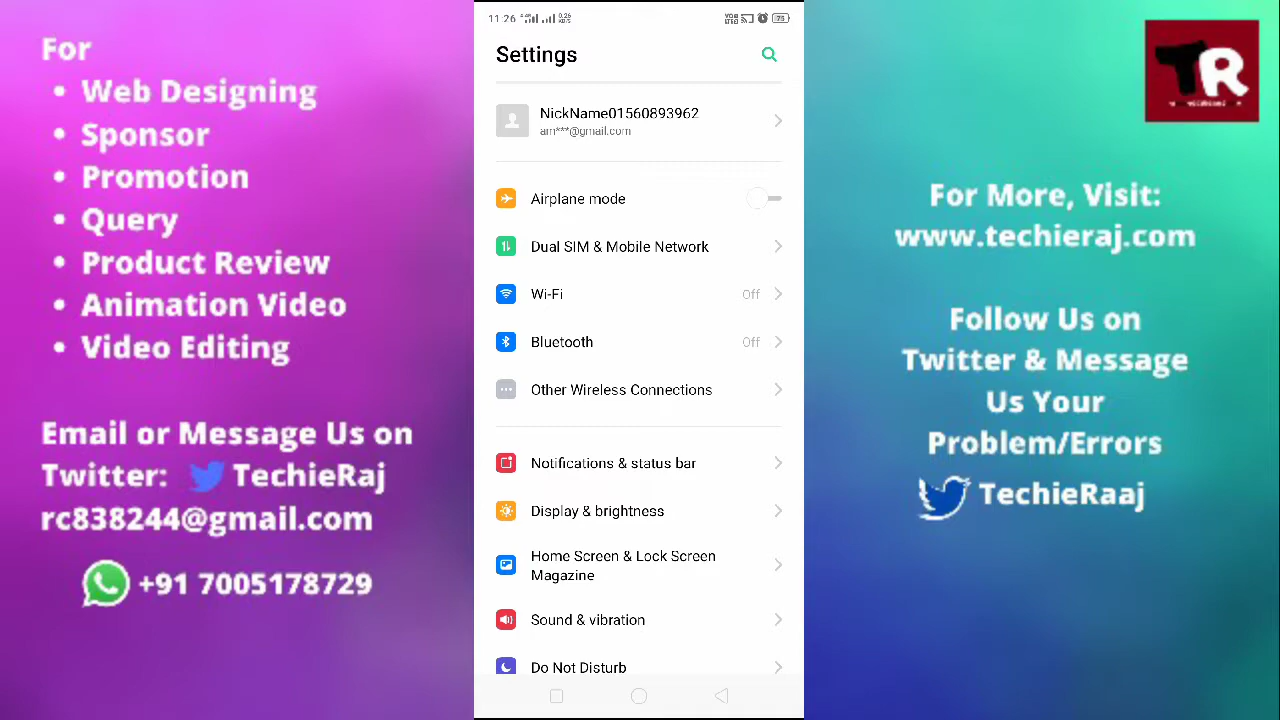 For
Web Designing
Sponsor
Promotion
Query
Product Review
Animation Video
Video Editing
Email or Message Us on
Twitter: TechieRaj
rc838244@gmail.com
+91 7005178729
11:26
75
Settings
NickName01560893962
am***@gmail.com
Airplane mode
Dual SIM & Mobile Network
Wi-Fi Off
Bluetooth Off
Other Wireless Connections
Notifications & status bar
Display & brightness
Home Screen & Lock Screen
Magazine
Sound & vibration
Do Not Disturb
TR
For More, Visit:
www.techieraj.com
Follow Us on
Twitter & Message
Us Your
Problem/Errors
TechieRaaj